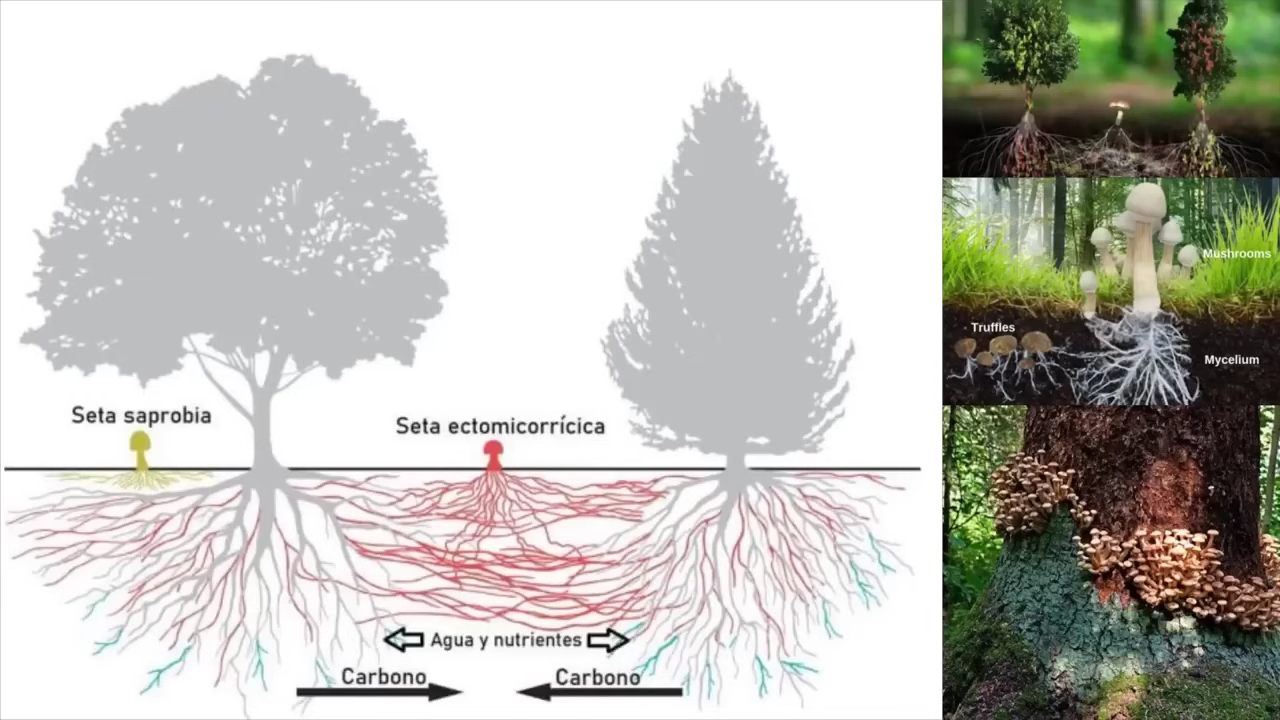 Seta saprobia
Seta ectomicorrícica
Agua y nutrientes
Carbono
Carbono
Mushrooms
Truffles
Mycelium